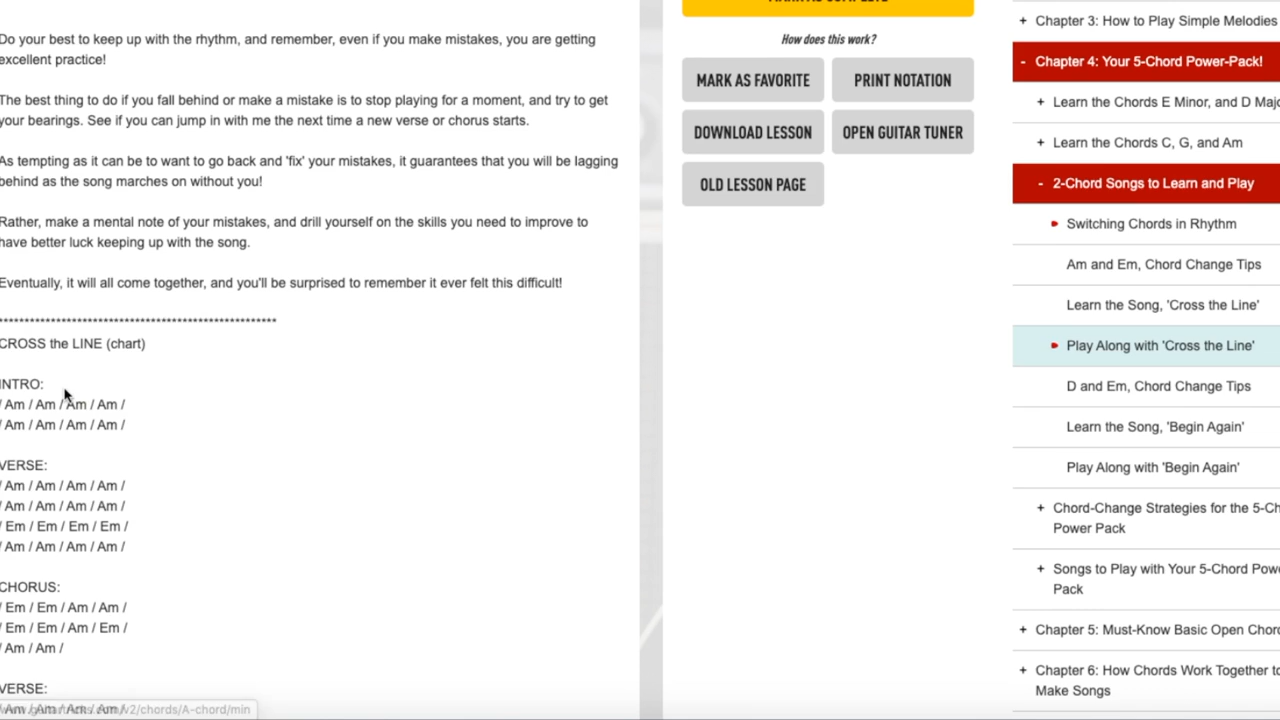 Do your best to keep up with the rhythm, and remember, even if you make mistakes, you are getting
excellent practice!
The best thing to do if you fall behind or make a mistake is to stop playing for a moment, and try to get
your bearings. See if you can jump in with me the next time a new verse or chorus starts.
As tempting as it can be to want to go back and 'fix' your mistakes, it guarantees that you will be lagging
behind as the song marches on without you!
Rather, make a mental note of your mistakes, and drill yourself on the skills you need to improve to
have better luck keeping up with the song.
Eventually, it will all come together, and you'll be surprised to remember it ever felt this difficult!
*******************************************************
CROSS the LINE (chart)
INTRO:
/ Am / Am / Am / Am /
/ Am / Am / Am / Am /
VERSE:
/ Am / Am / Am / Am /
/ Am / Am / Am / Am /
/ Em / Em / Em / Em /
/ Am / Am / Am / Am /
CHORUS:
/ Em / Em / Am / Am /
/ Em / Em / Am / Em /
/ Am / Am /
VERSE:
/ Am / Am / Am / Am /
How does this work?
MARK AS FAVORITE
PRINT NOTATION
DOWNLOAD LESSON
OPEN GUITAR TUNER
OLD LESSON PAGE
+ Chapter 3: How to Play Simple Melodies
- Chapter 4: Your 5-Chord Power-Pack!
+ Learn the Chords E Minor, and D Majo
+ Learn the Chords C, G, and Am
- 2-Chord Songs to Learn and Play
Switching Chords in Rhythm
Am and Em, Chord Change Tips
Learn the Song, 'Cross the Line'
Play Along with 'Cross the Line'
D and Em, Chord Change Tips
Learn the Song, 'Begin Again'
Play Along with 'Begin Again'
+ Chord-Change Strategies for the 5-Ch
Power Pack
+ Songs to Play with Your 5-Chord Powe
Pack
+ Chapter 5: Must-Know Basic Open Chord
+ Chapter 6: How Chords Work Together to
Make Songs